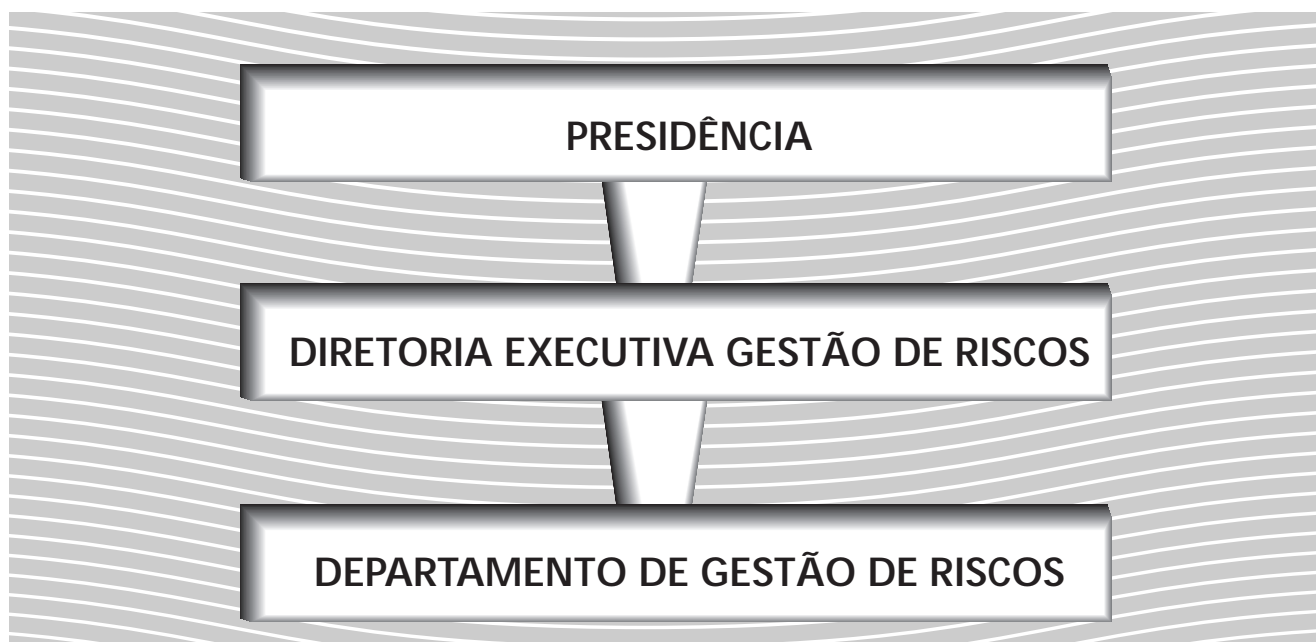 PRESIDÊNCIA
DIRETORIA EXECUTIVA GESTÃO DE RISCOS
DEPARTAMENTO DE GESTÃO DE RISCOS